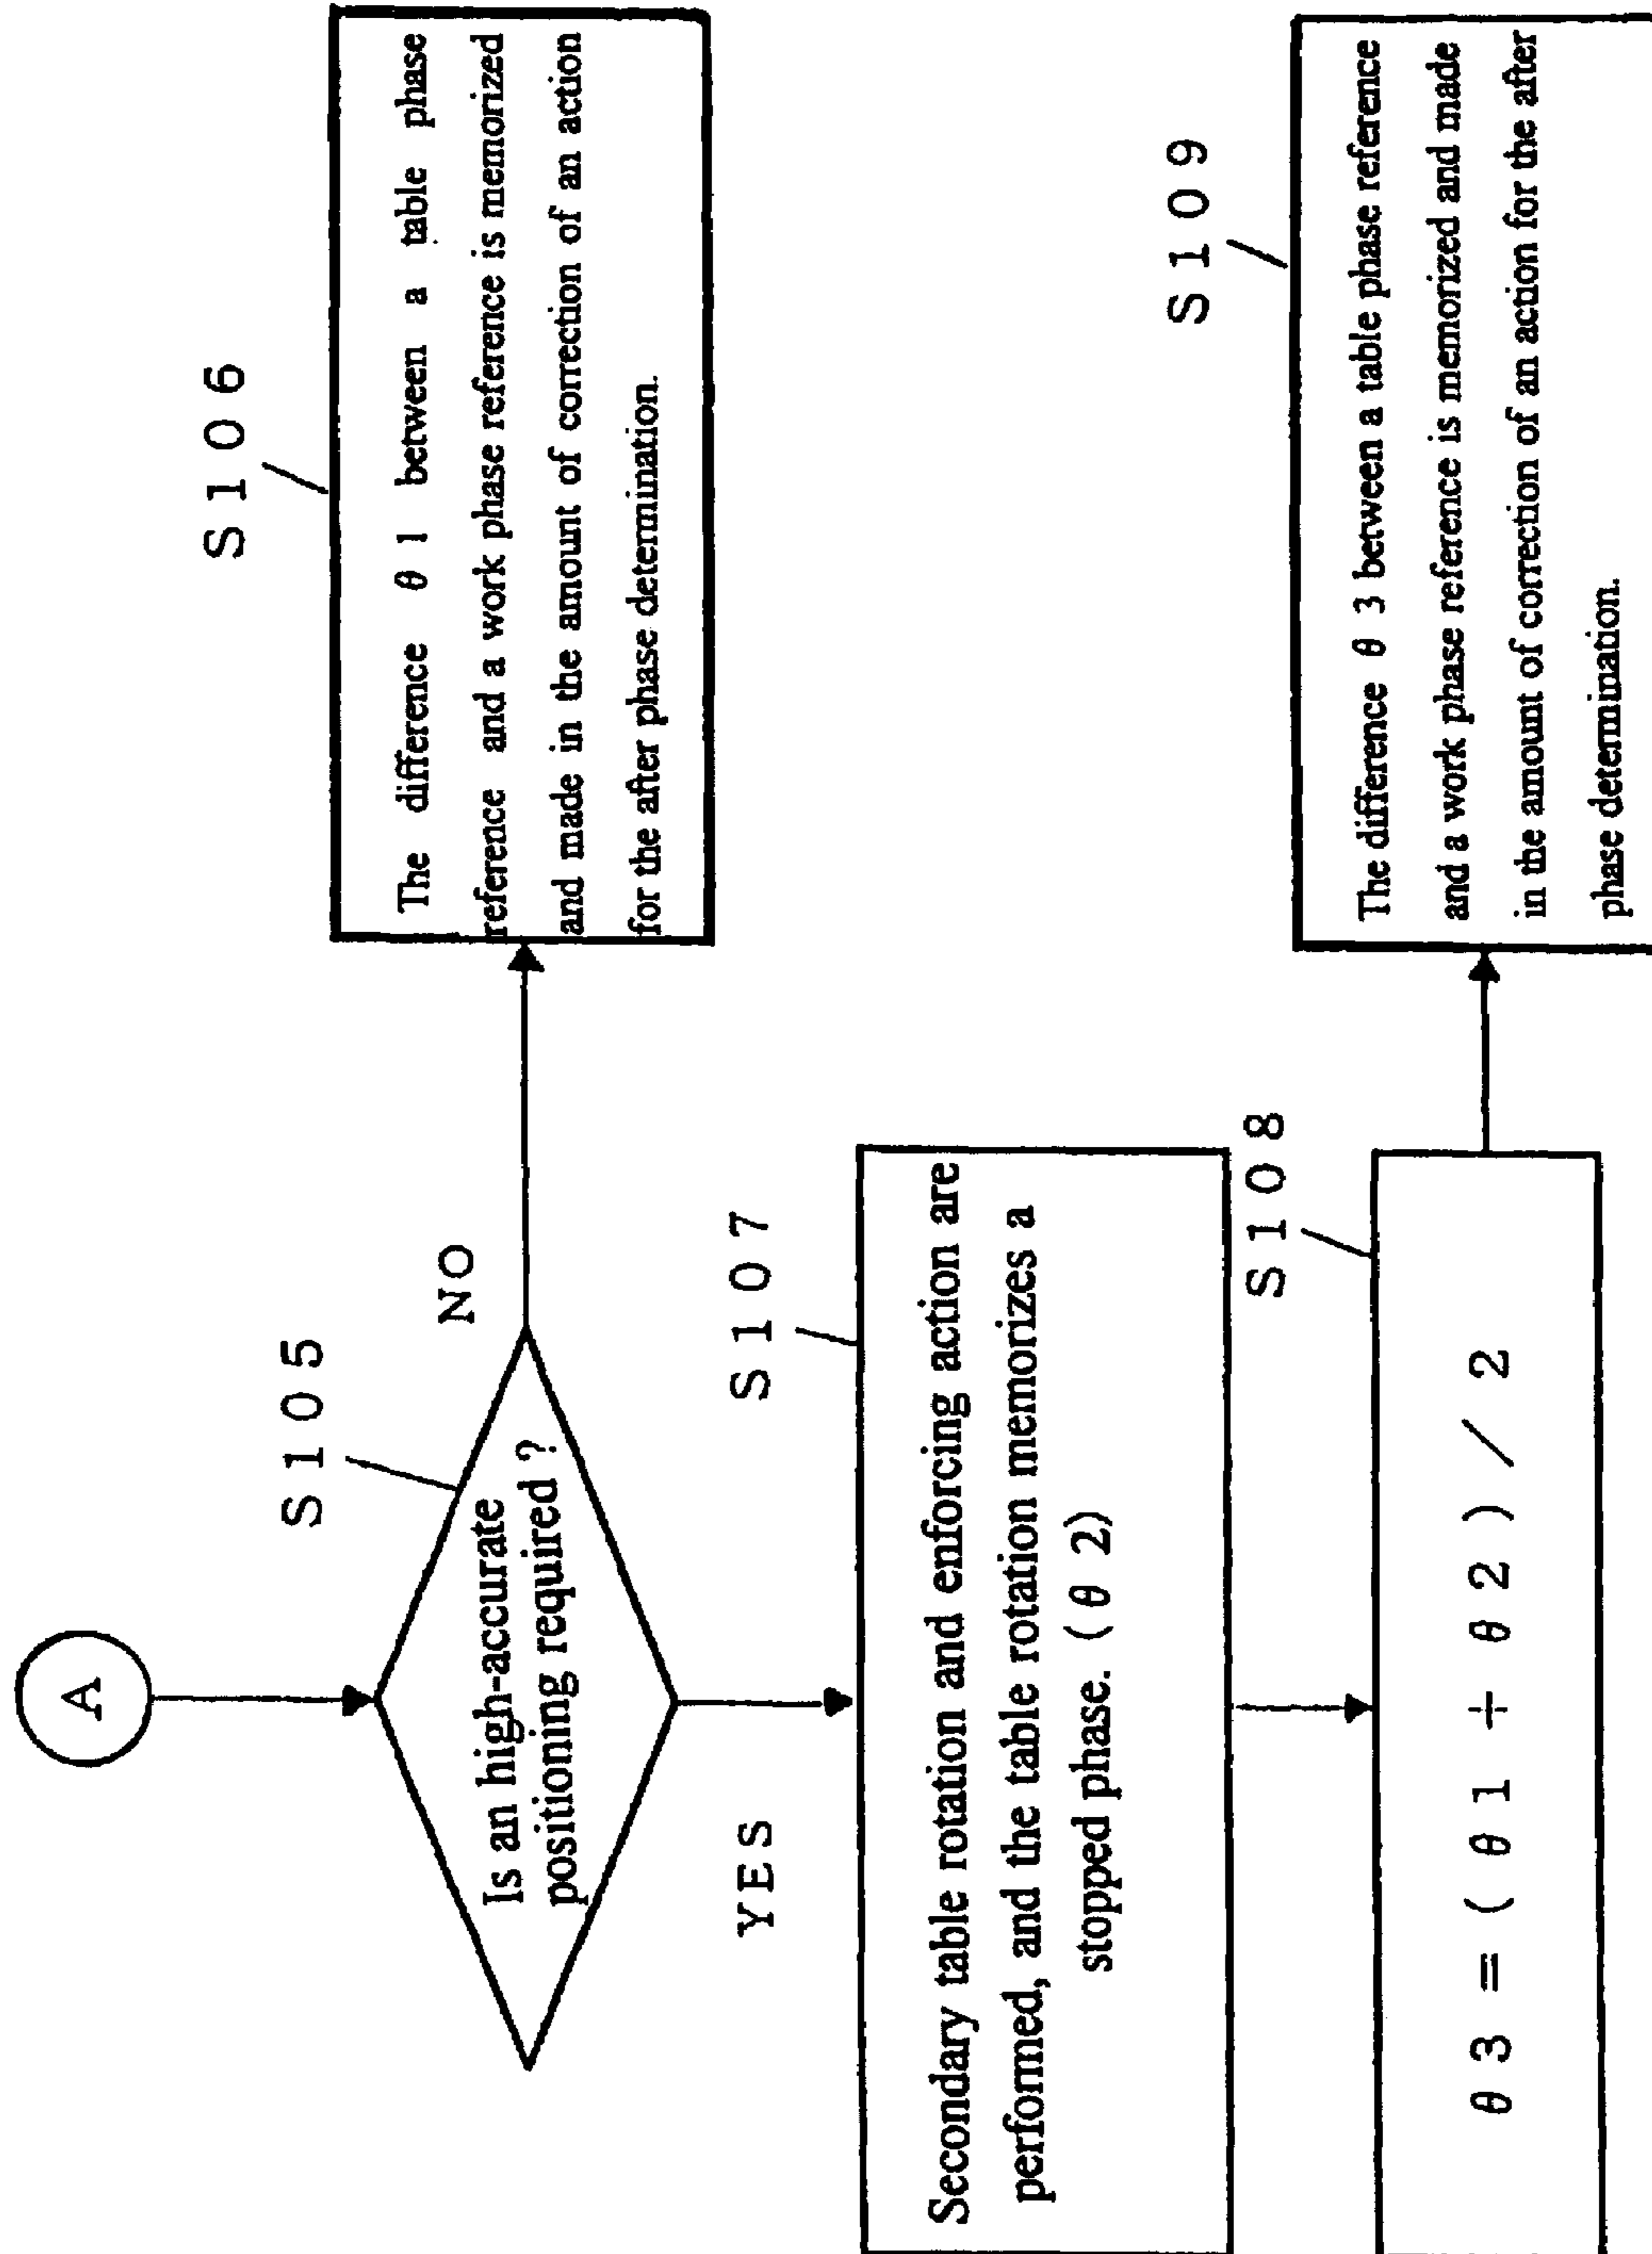 A
S105
Is an high-accurate
positioning required ?
NO
S106
The difference θ 1 between a table phase
reference and a work phase reference is memorized
and made in the amount of correction of an action
for the after phase determination.
YES
S107
Secondary table rotation and enforcing action are
performed, and the table rotation memorizes a
stopped phase. (θ 2)
S108
θ3=(θ1÷θ2)/2
S109
The difference θ 3 between a table phase reference
and a work phase reference is memorized and made
in the amount of correction of an action for the after
phase determination.